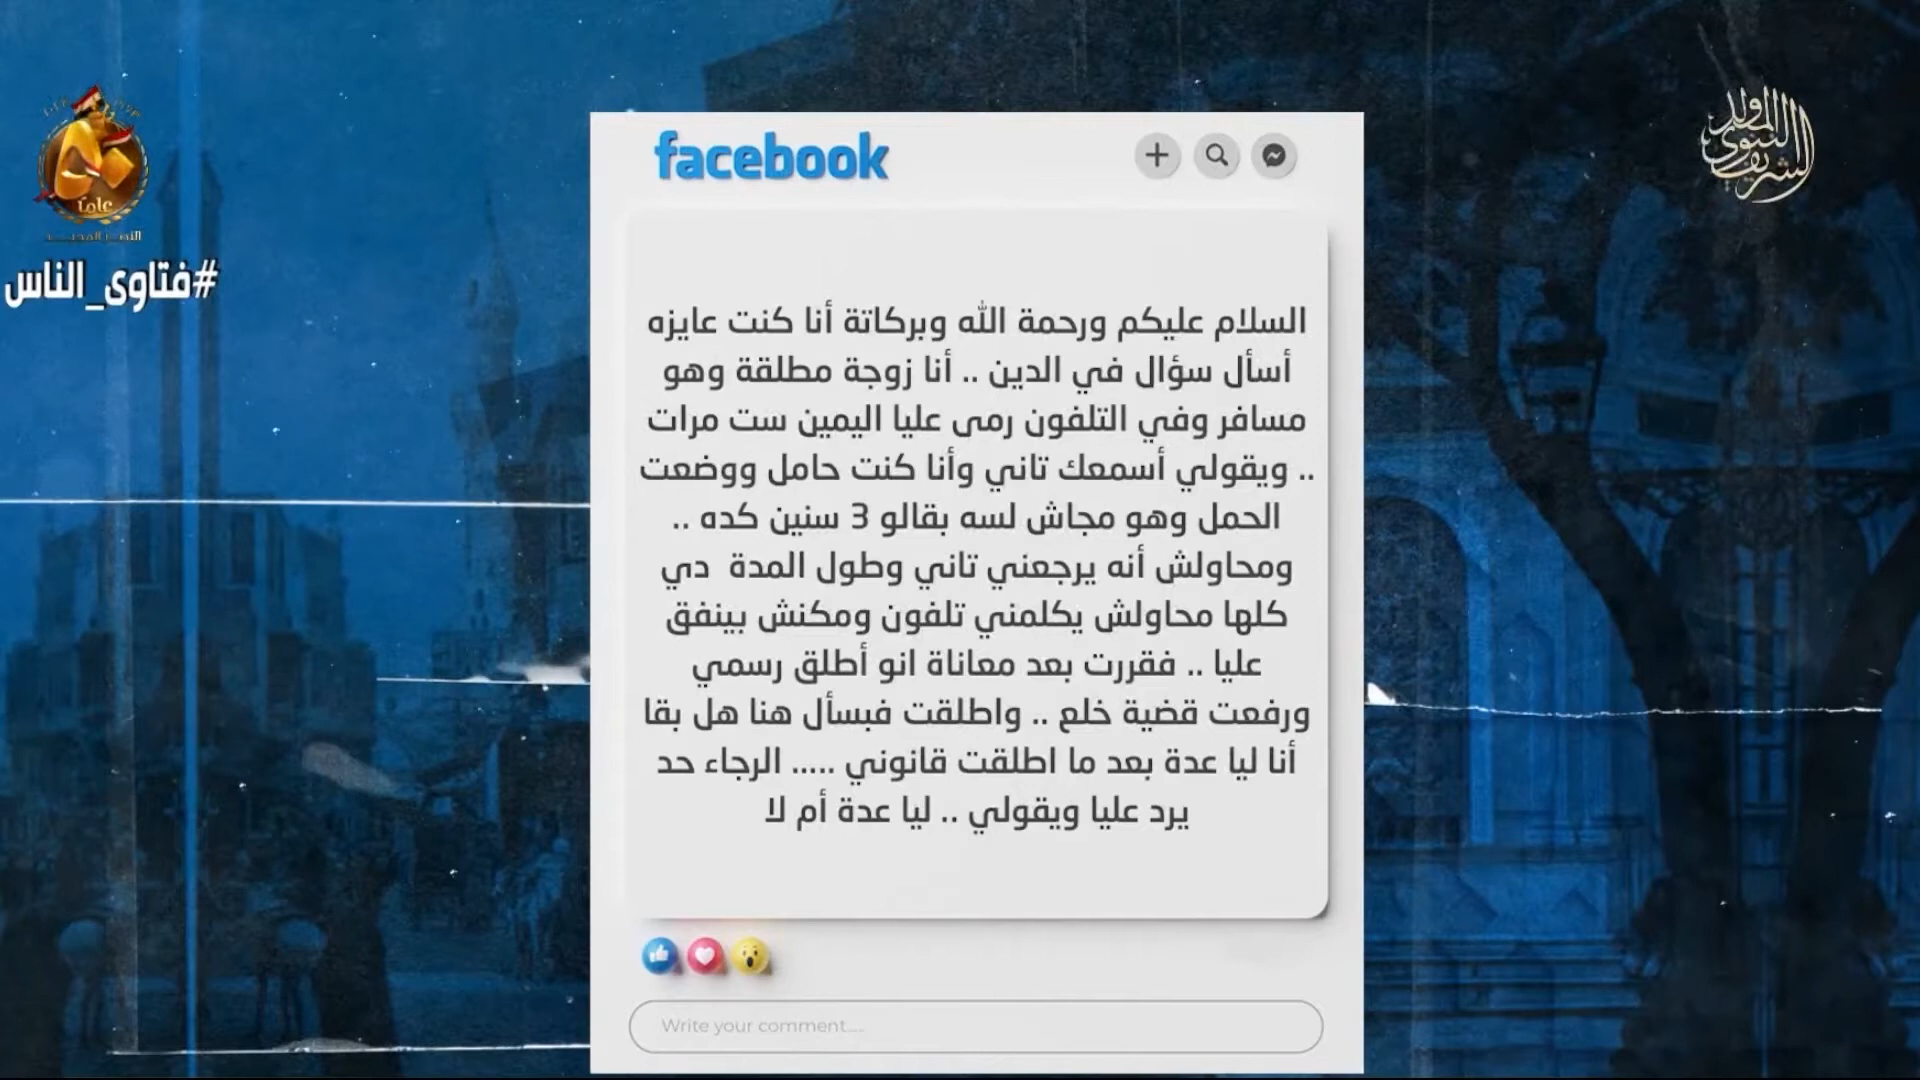 عاماً
#فتاوى_الناس
المولد النبوي الشريف
facebook
السلام عليكم ورحمة الله وبركاتة أنا كنت عايزه
أسأل سؤال في الدين .. أنا زوجة مطلقة وهو
مسافر وفي التلفون رمى عليا اليمين ست مرات
.. ويقولي أسمعك تاني وأنا كنت حامل ووضعت
الحمل وهو مجاش لسه بقالو 3 سنين كده ..
ومحاولش أنه يرجعني تاني وطول المدة دي
كلها محاولش يكلمني تلفون ومكنش بينفق
عليا .. فقررت بعد معاناة انو أطلق رسمي
ورفعت قضية خلع .. واطلقت فبسأل هنا هل بقا
أنا ليا عدة بعد ما اطلقت قانوني ..... الرجاء حد
يرد عليا ويقولي .. ليا عدة أم لا
Write your comment....